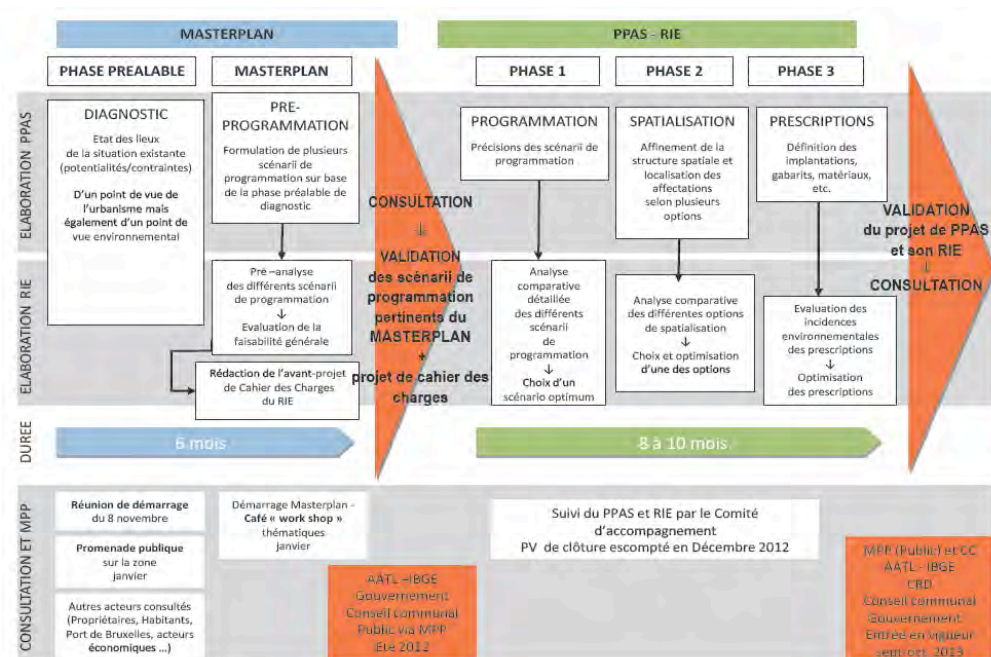 MASTERPLAN
PPAS - RIE
PHASE PREALABLE
MASTERPLAN
PHASE 1
PHASE 2
PHASE 3
ELABORATION PPAS
DIAGNOSTIC
Etat des lieux
de la situation existante
(potentialités/contraintes)
D'un point de vue de
l'urbanisme mais
également d'un point de
vue environnemental
PRE-
PROGRAMMATION
Formulation de plusieurs
scénarii de
programmation sur base
de la phase préalable de
diagnostic
CONSULTATION
↓
VALIDATION
des scénarii de
programmation
pertinents du
MASTERPLAN
+
projet de cahier des
charges
PROGRAMMATION
Précisions des scénario de
programmation
SPATIALISATION
Affinement de la
structure spatiale et
localisation des
affectations
selon plusieurs
options
PRESCRIPTIONS
Définition des
implantations,
gabarits, matériaux,
etc.
VALIDATION
du projet de PPAS
et son RIE
↓
CONSULTATION
ELABORATION RIE
Pré –analyse
des différents scénarii
de programmation
↓
Evaluation de la
faisabilité générale
Rédaction de l'avant-projet
de Cahier des Charges
du RIE
Analyse
comparative
détaillée
des différents
scénarii
de
programmation
↓
Choix d'un
scénario optimum
Analyse comparative
des différentes options
de spatialisation
↓
Choix et optimisation
d'une des options
Evaluation des
incidences
environnementales
des prescriptions
↓
Optimisation
des prescriptions
DUREE
6 mois
8 à 10 mois
CONSULTATION ET MPP
Réunion de démarrage
du 8 novembre
Promenade publique
sur la zone
janvier
Autres acteurs consultés
(Propriétaires, Habitants,
Port de Bruxelles, acteurs
économiques ...)
Démarrage Masterplan -
Café « work shop »
thématiques
janvier
AATL –IBGE
Gouvernement
Conseil communal
Public via MPP
Eté 2012
Suivi du PPAS et RIE par le Comité
d'accompagnement
PV de clôture escompté en Décembre 2012
MPP (Public) et CC
AATL - IBGE
CRD
Conseil communal
Gouvernement
Entrée en vigueur
sept-oct. 2013